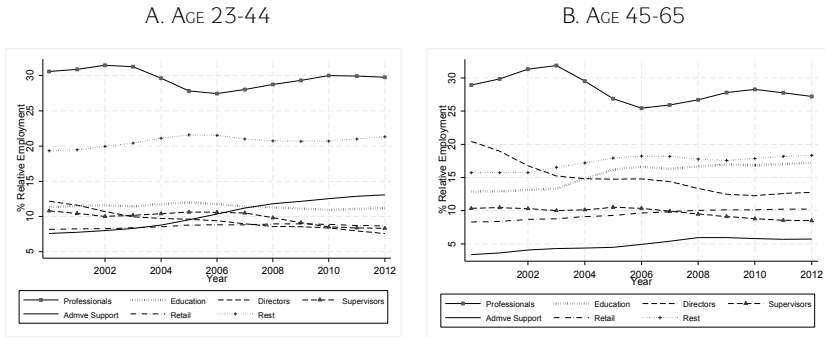 A. AGE 23-44
B. AGE 45-65
% Relative Employment
30
25
20
15
10
5
2002 2004 2006 2008 2010 2012
Year
Professionals Education Directors Supervisors
Admve Support Retail Rest
% Relative Employment
30
25
20
15
10
5
2002 2004 2006 2008 2010 2012
Year
Professionals Education Directors Supervisors
Admve Support Retail Rest